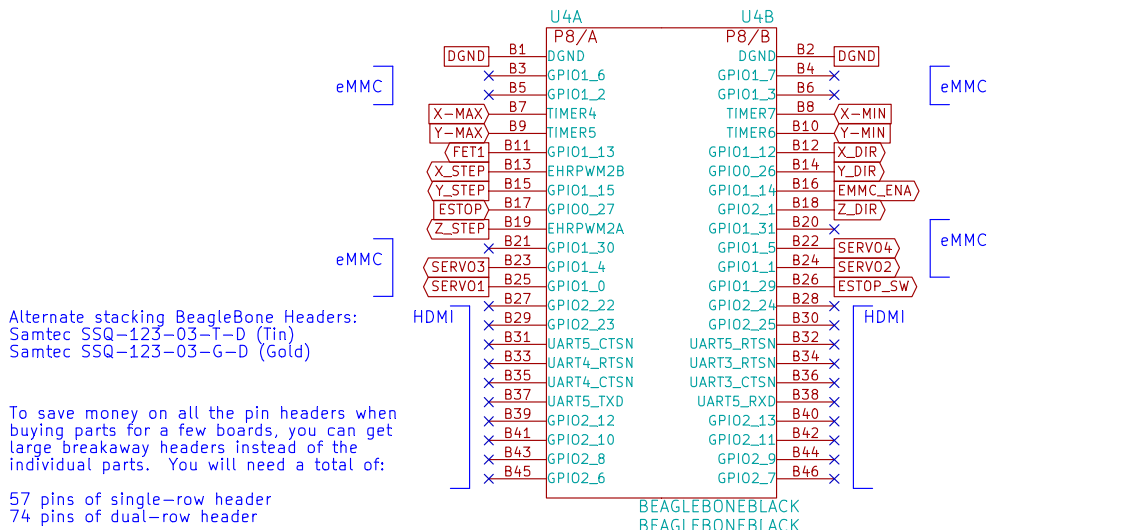 U4A U4B
P8/A P8/B
DGND B1 DGND DGND B2 DGND
B3 GPIO1_6 GPIO1_7 B4
eMMC eMMC
B5 GPIO1_2 GPIO1_3 B6
X-MAX B7 TIMER4 TIMER7 B8 X-MIN
Y-MAX B9 TIMER5 TIMER6 B10 Y-MIN
FET1 B11 GPIO1_13 GPIO1_12 B12 X_DIR
X_STEP B13 EHRPWM2B GPIO0_26 B14 Y_DIR
Y_STEP B15 GPIO1_15 GPIO1_14 B16 EMMC_ENA
ESTOP B17 GPIO0_27 GPIO2_1 B18 Z_DIR
Z_STEP B19 EHRPWM2A GPIO1_31 B20
eMMC
B21 GPIO1_30 GPIO1_5 B22 SERVO4
eMMC
SERVO3 B23 GPIO1_4 GPIO1_1 B24 SERVO2
SERVO1 B25 GPIO1_0 GPIO1_29 B26 ESTOP_SW
B27 GPIO2_22 GPIO2_24 B28
HDMI HDMI
B29 GPIO2_23 GPIO2_25 B30
B31 UART5_CTSN UART5_RTSN B32
B33 UART4_RTSN UART3_RTSN B34
B35 UART4_CTSN UART3_CTSN B36
B37 UART5_TXD UART5_RXD B38
B39 GPIO2_12 GPIO2_13 B40
B41 GPIO2_10 GPIO2_11 B42
B43 GPIO2_8 GPIO2_9 B44
B45 GPIO2_6 GPIO2_7 B46
BEAGLEBONEBLACK
BEAGLEBONEBLACK
Alternate stacking BeagleBone Headers:
Samtec SSQ-123-03-T-D (Tin)
Samtec SSQ-123-03-G-D (Gold)
To save money on all the pin headers when
buying parts for a few boards, you can get
large breakaway headers instead of the
individual parts.  You will need a total of:
57 pins of single-row header
74 pins of dual-row header